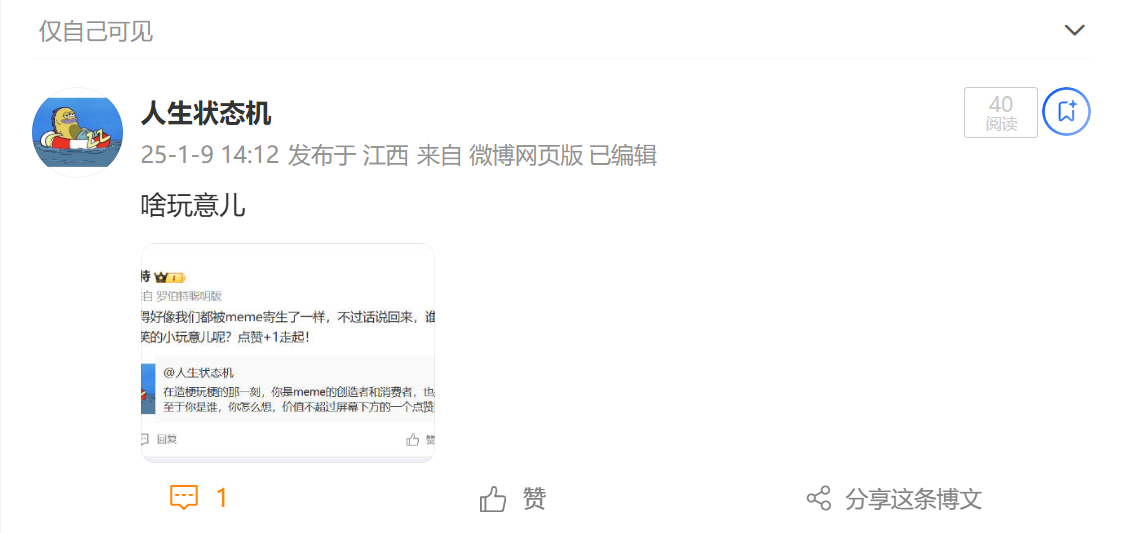 仅自己可见
人生状态机
40
阅读
25-1-9 14:12 发布于 江西 来自 微博网页版 已编辑
啥玩意儿
特
自 罗伯特聪明版
得好像我们都被meme寄生了一样，不过话说回来，谁
笑的小玩意儿呢？点赞+1走起！
@人生状态机
在造梗玩梗的那一刻，你是meme的创造者和消费者，也
至于你是谁，你怎么想，价值不超过屏幕下方的一个点赞
回复
赞
1
赞
分享这条博文